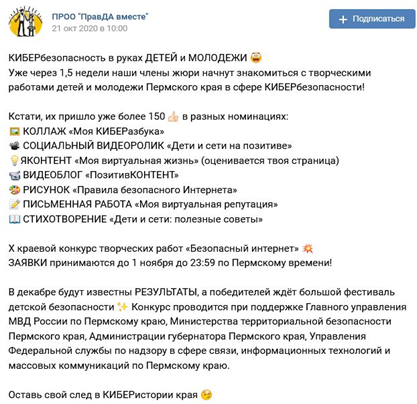 ПРОО "ПравДА вместе"
21 окт 2020 в 10:00
+ Подписаться
КИБЕРбезопасность в руках ДЕТЕЙ и МОЛОДЕЖИ 😄
Уже через 1,5 недели наши члены жюри начнут знакомиться с творческими
работами детей и молодежи Пермского края в сфере КИБЕРбезопасности!
Кстати, их пришло уже более 150 👍🏻 в разных номинациях:
🖼 КОЛЛАЖ «Моя КИБЕРазбука»
📽 СОЦИАЛЬНЫЙ ВИДЕОРОЛИК «Дети и сети на позитиве»
💡ЯКОНТЕНТ «Моя виртуальная жизнь» (оценивается твоя страница)
📹 ВИДЕОБЛОГ «ПозитивКОНТЕНТ»
🎨 РИСУНОК «Правила безопасного Интернета»
📝 ПИСЬМЕННАЯ РАБОТА «Моя виртуальная репутация»
📖 СТИХОТВОРЕНИЕ «Дети и сети: полезные советы»
X краевой конкурс творческих работ «Безопасный интернет» 💥
ЗАЯВКИ принимаются до 1 ноября до 23:59 по Пермскому времени!
В декабре будут известны РЕЗУЛЬТАТЫ, а победителей ждёт большой фестиваль
детской безопасности ✨ Конкурс проводится при поддержке Главного управления
МВД России по Пермскому краю, Министерства территориальной безопасности
Пермского края, Администрации губернатора Пермского края, Управления
Федеральной службы по надзору в сфере связи, информационных технологий и
массовых коммуникаций по Пермскому краю.
Оставь свой след в КИБЕРистории края 😉